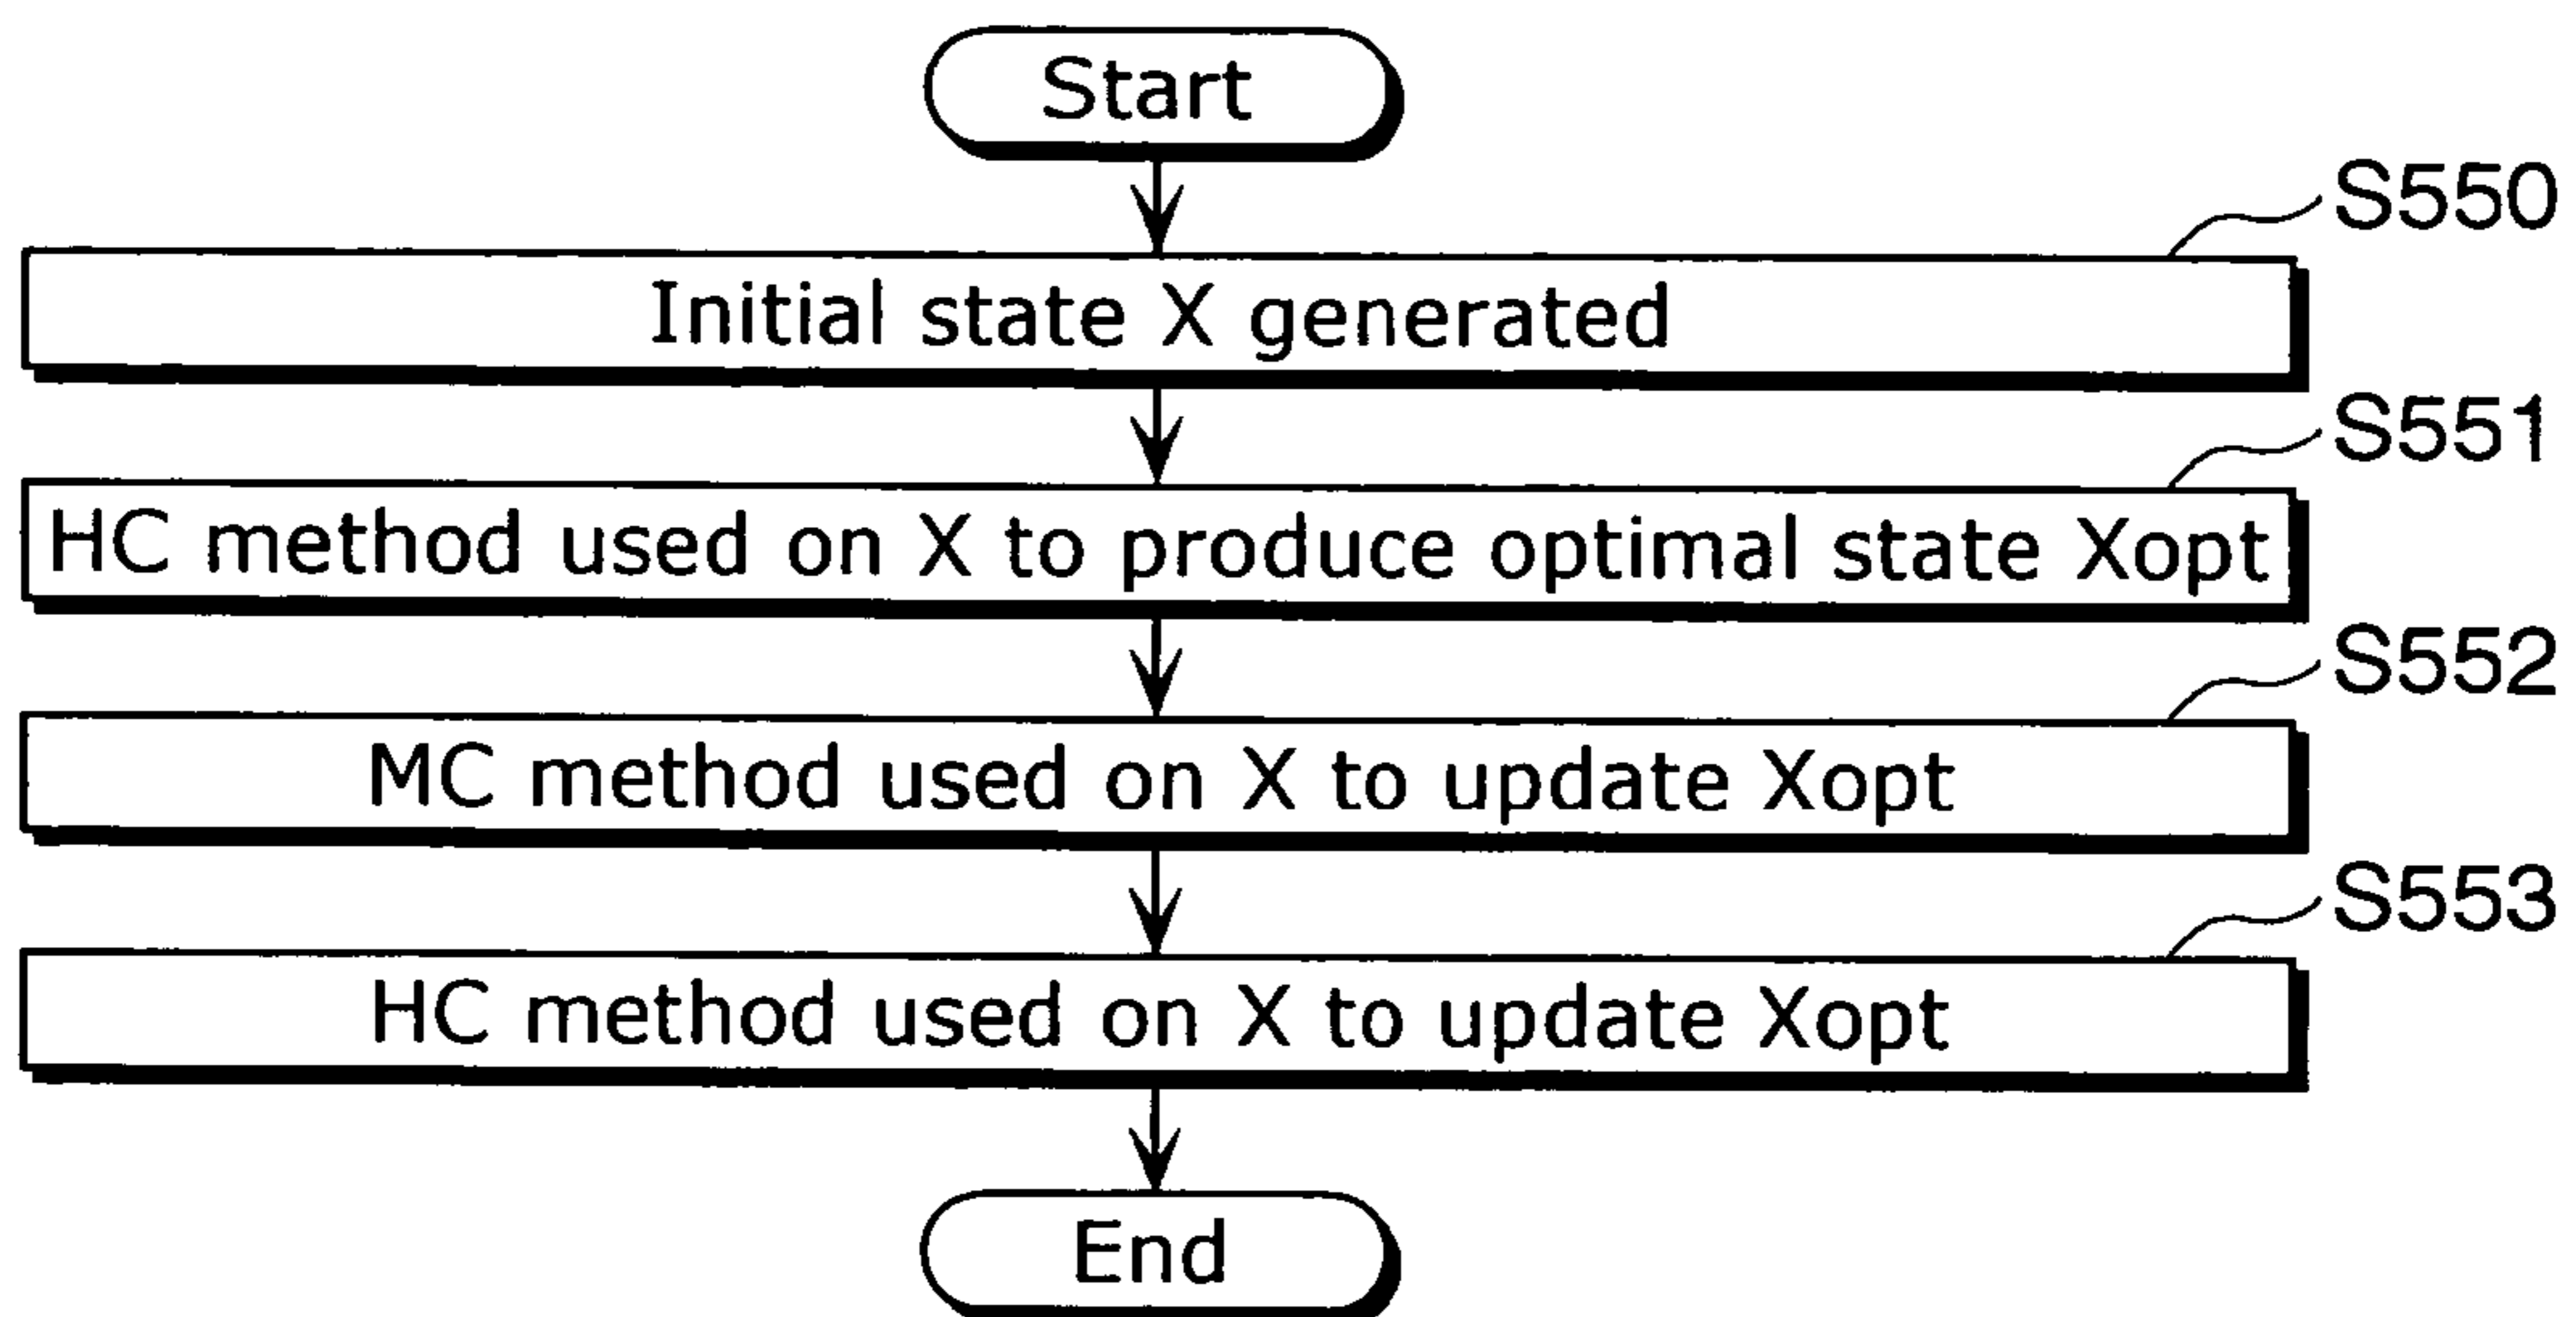 Start
S550
Initial state X generated
S551
HC method used on X to produce optimal state Xopt
S552
MC method used on X to update Xopt
S553
HC method used on X to update Xopt
End